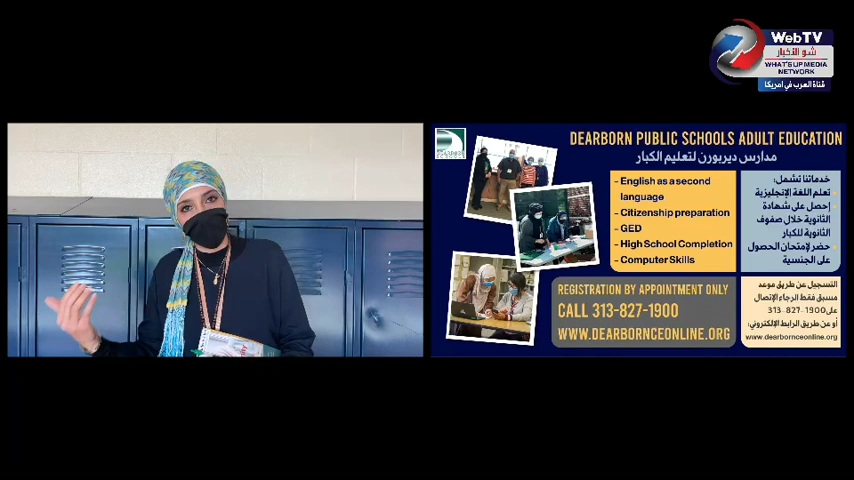 WebTV
شو الأخبار
WHAT'S UP MEDIA
NETWORK
قناة العرب في امريكا
DEARBORN PUBLIC SCHOOLS ADULT EDUCATION
مدارس ديربورن لتعليم الكبار
- English as a second
language
- Citizenship preparation
- GED
- High School Completion
- Computer Skills
خدماتنا تشمل:
تعلم اللغة الإنجليزية
إحصل على شهادة
الثانوية خلال صفوف
الثانوية للكبار
حضر لإمتحان الحصول
على الجنسية
REGISTRATION BY APPOINTMENT ONLY
CALL 313-827-1900
WWW.DEARBORNCEONLINE.ORG
التسجيل عن طريق موعد
مسبق فقط الرجاء الإتصال
على 313-827-1900
أو عن طريق الرابط الإلكتروني:
www.dearbornceonline.org